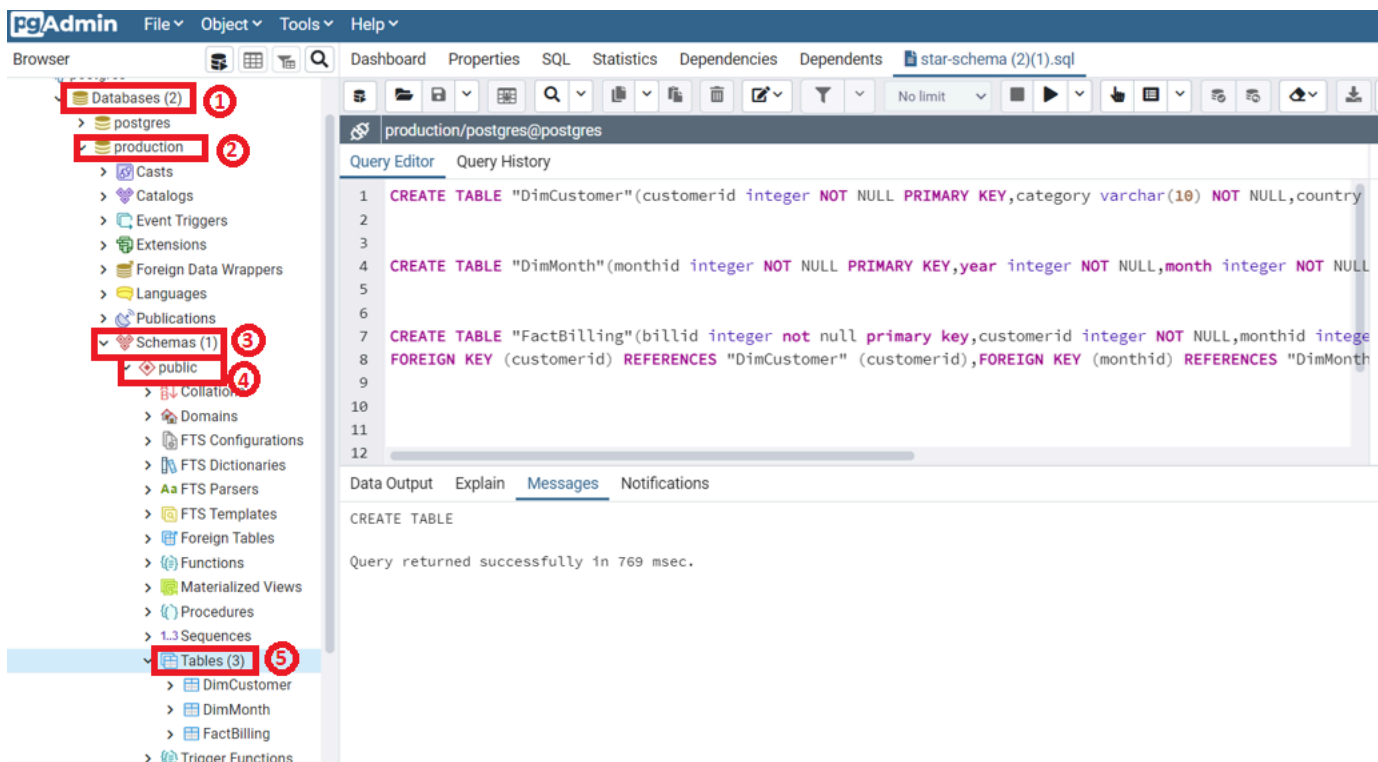 pgAdmin File Object Tools Help
Browser
Dashboard Properties SQL Statistics Dependencies Dependents star-schema (2)(1).sql
Databases (2) 1
postgres
production 2
Casts
Catalogs
Event Triggers
Extensions
Foreign Data Wrappers
Languages
Publications
Schemas (1) 3
public 4
Collations
Domains
FTS Configurations
FTS Dictionaries
Aa FTS Parsers
FTS Templates
Foreign Tables
Functions
Materialized Views
Procedures
1..3 Sequences
Tables (3) 5
DimCustomer
DimMonth
FactBilling
Trigger Functions
No limit
production/postgres@postgres
Query Editor Query History
1 CREATE TABLE "DimCustomer"(customerid integer NOT NULL PRIMARY KEY,category varchar(10) NOT NULL,country
2
3
4 CREATE TABLE "DimMonth"(monthid integer NOT NULL PRIMARY KEY,year integer NOT NULL,month integer NOT NULL
5
6
7 CREATE TABLE "FactBilling"(billid integer not null primary key,customerid integer NOT NULL,monthid intege
8 FOREIGN KEY (customerid) REFERENCES "DimCustomer" (customerid),FOREIGN KEY (monthid) REFERENCES "DimMonth
9
10
11
12
Data Output Explain Messages Notifications
CREATE TABLE
Query returned successfully in 769 msec.